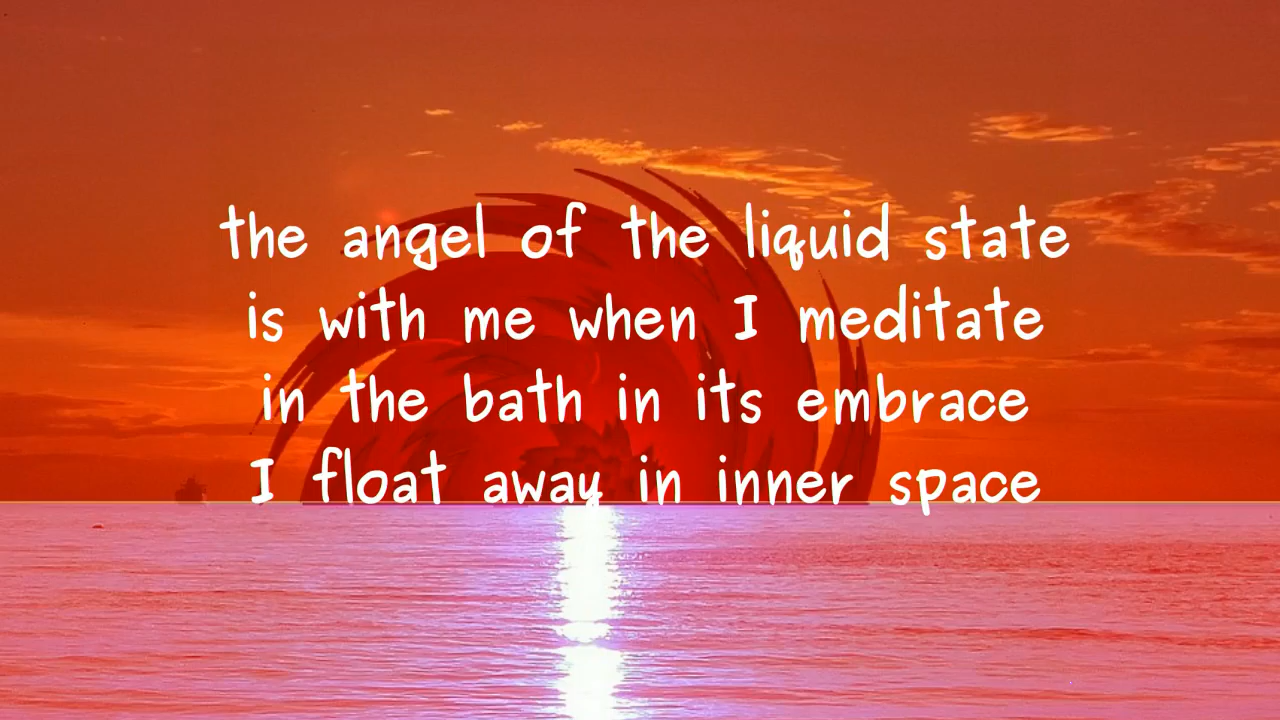 the angel of the liquid state
is with me when I meditate
in the bath in its embrace
I float away in inner space